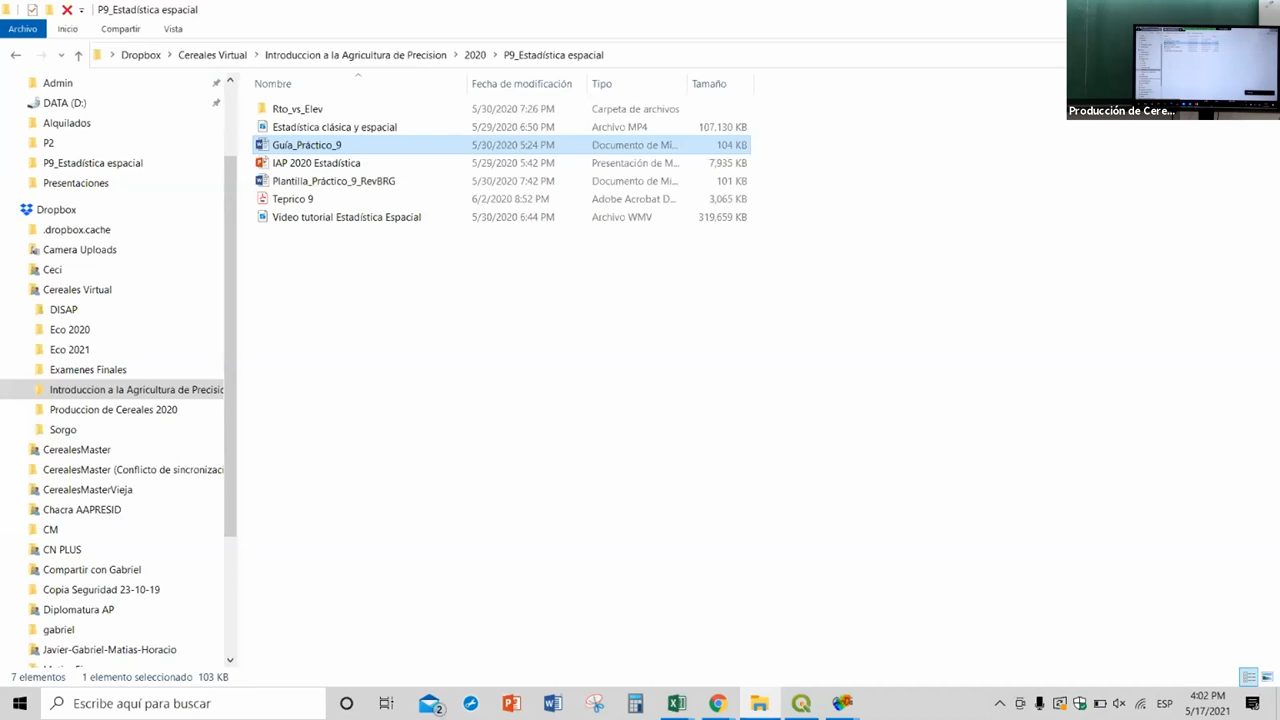 P9_Estadística espacial
Archivo
Inicio
Compartir
Vista
Dropbox > Cereales Virtual > Introduccion a la Agricultura de Precision > P9_Estadística espacial
Nombre
Fecha de modificación
Tipo
Tamaño
Rto_vs_Elev 5/30/2020 7:26 PM Carpeta de archivos
Estadística clásica y espacial 5/29/2020 6:50 PM Archivo MP4 107,130 KB
Guía_Práctico_9 5/30/2020 5:24 PM Documento de Mi... 104 KB
IAP 2020 Estadística 5/29/2020 5:42 PM Presentación de M... 7,935 KB
Plantilla_Práctico_9_RevBRG 5/30/2020 7:42 PM Documento de Mi... 101 KB
Teprico 9 6/2/2020 8:52 PM Adobe Acrobat D... 3,065 KB
Video tutorial Estadística Espacial 5/30/2020 6:44 PM Archivo WMV 319,659 KB
Admin
DATA (D:)
Alquilados
P2
P9_Estadística espacial
Presentaciones
Dropbox
.dropbox.cache
Camera Uploads
Ceci
Cereales Virtual
DISAP
Eco 2020
Eco 2021
Examenes Finales
Introduccion a la Agricultura de Precisic
Produccion de Cereales 2020
Sorgo
CerealesMaster
CerealesMaster (Conflicto de sincronizaci
CerealesMasterVieja
Chacra AAPRESID
CM
CN PLUS
Compartir con Gabriel
Copia Seguridad 23-10-19
Diplomatura AP
gabriel
Javier-Gabriel-Matias-Horacio
7 elementos 1 elemento seleccionado 103 KB
Producción de Cere...
Escribe aquí para buscar
2
ESP
4:02 PM
5/17/2021